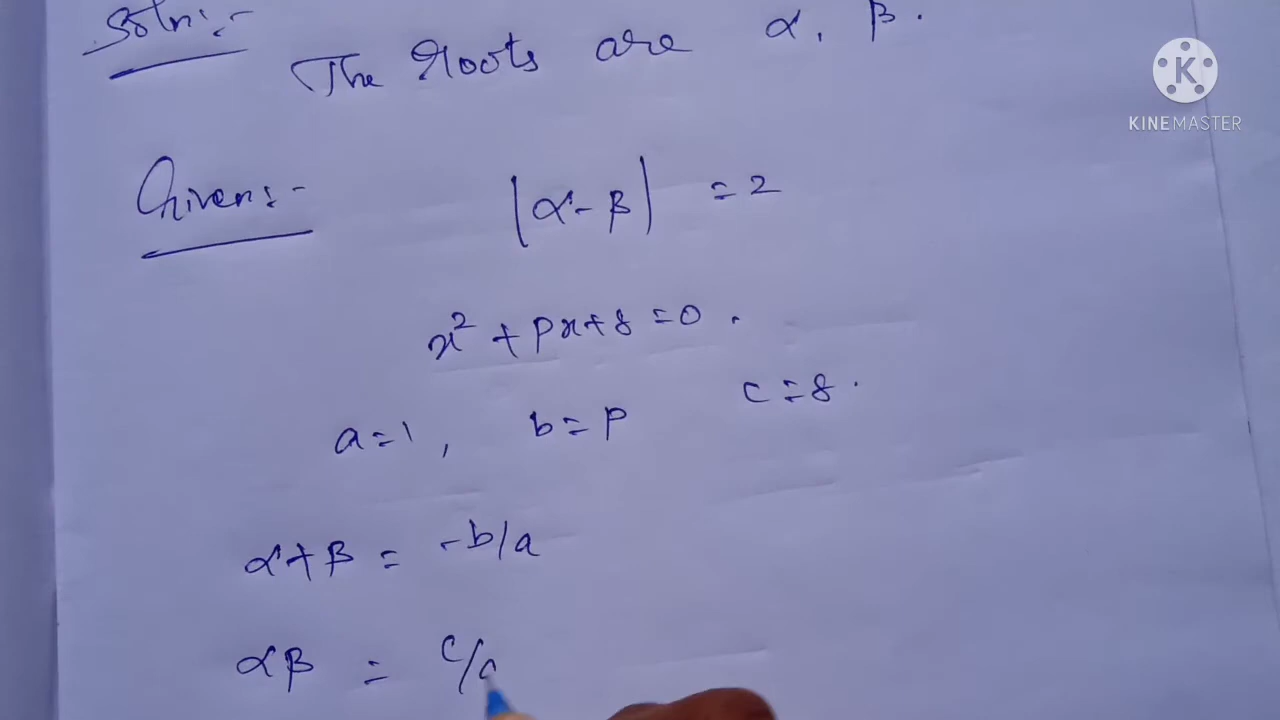 Soln:-
The roots are α, β.
K
KINEMASTER
Given:-
|α - β| = 2
x² + px + 8 = 0.
a = 1, b = p c = 8.
α + β = -b/a
αβ = c/a